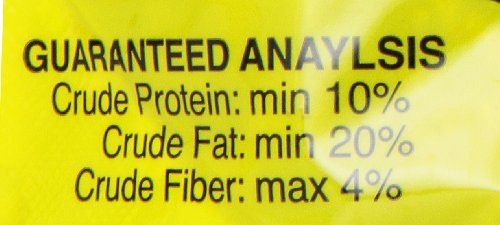 GUARANTEED ANAYLSIS
Crude Protein: min 10%
Crude Fat: min 20%
Crude Fiber: max 4%